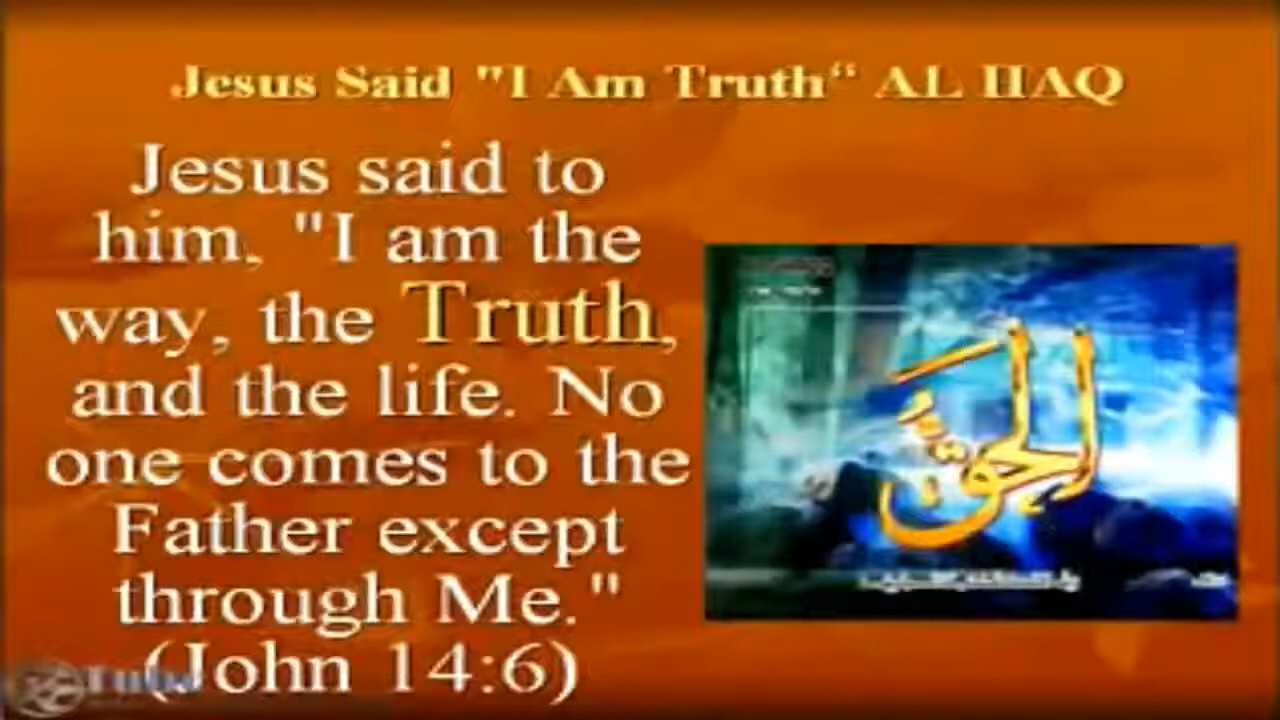 Jesus Said "I Am Truth“ AL HAQ
Jesus said to
him, "I am the
way, the Truth,
and the life. No
one comes to the
Father except
through Me."
(John 14:6)
الحَقُّ